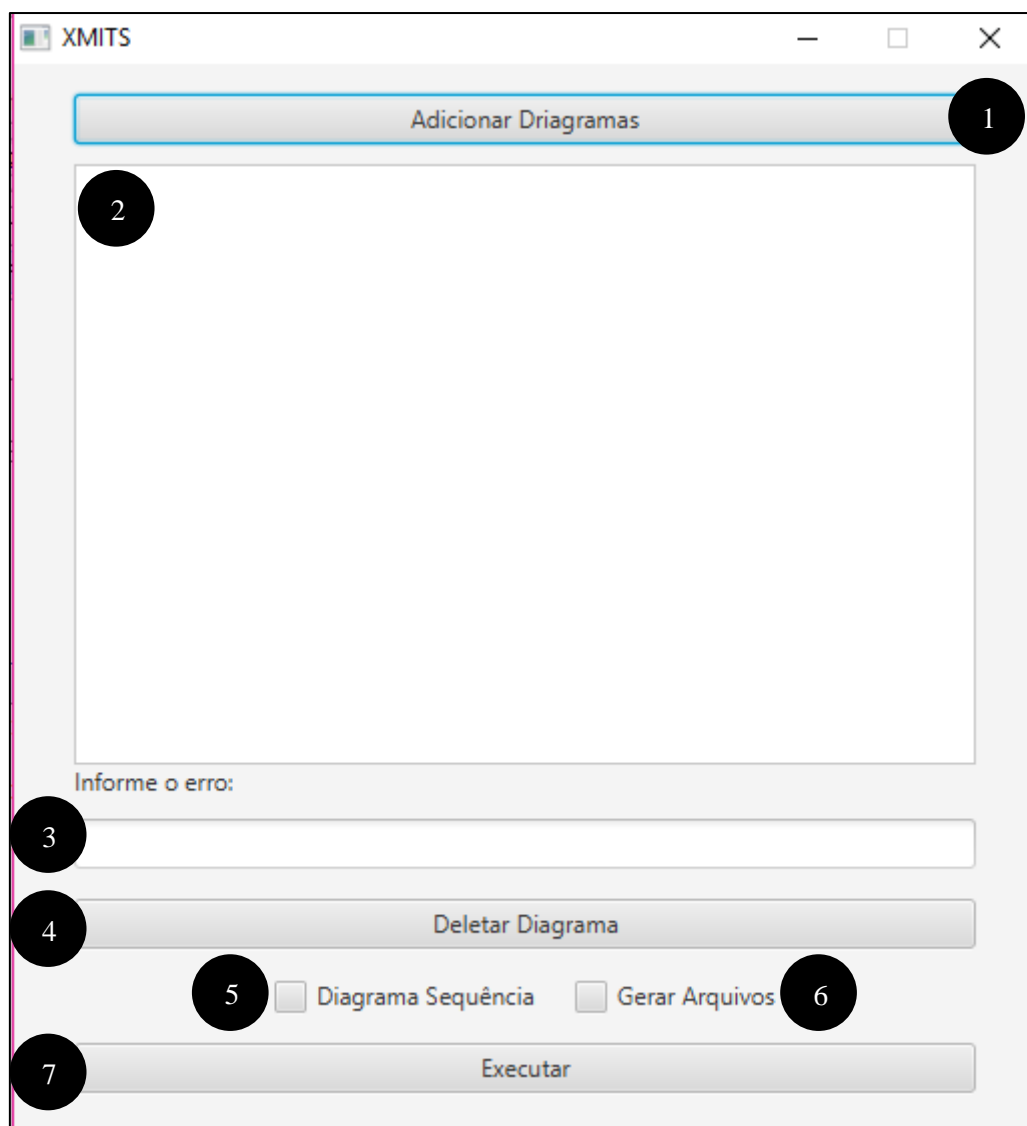 XMITS
Adicionar Driagramas 1
2
Informe o erro:
3
4 Deletar Diagrama
5 Diagrama Sequência Gerar Arquivos 6
7 Executar